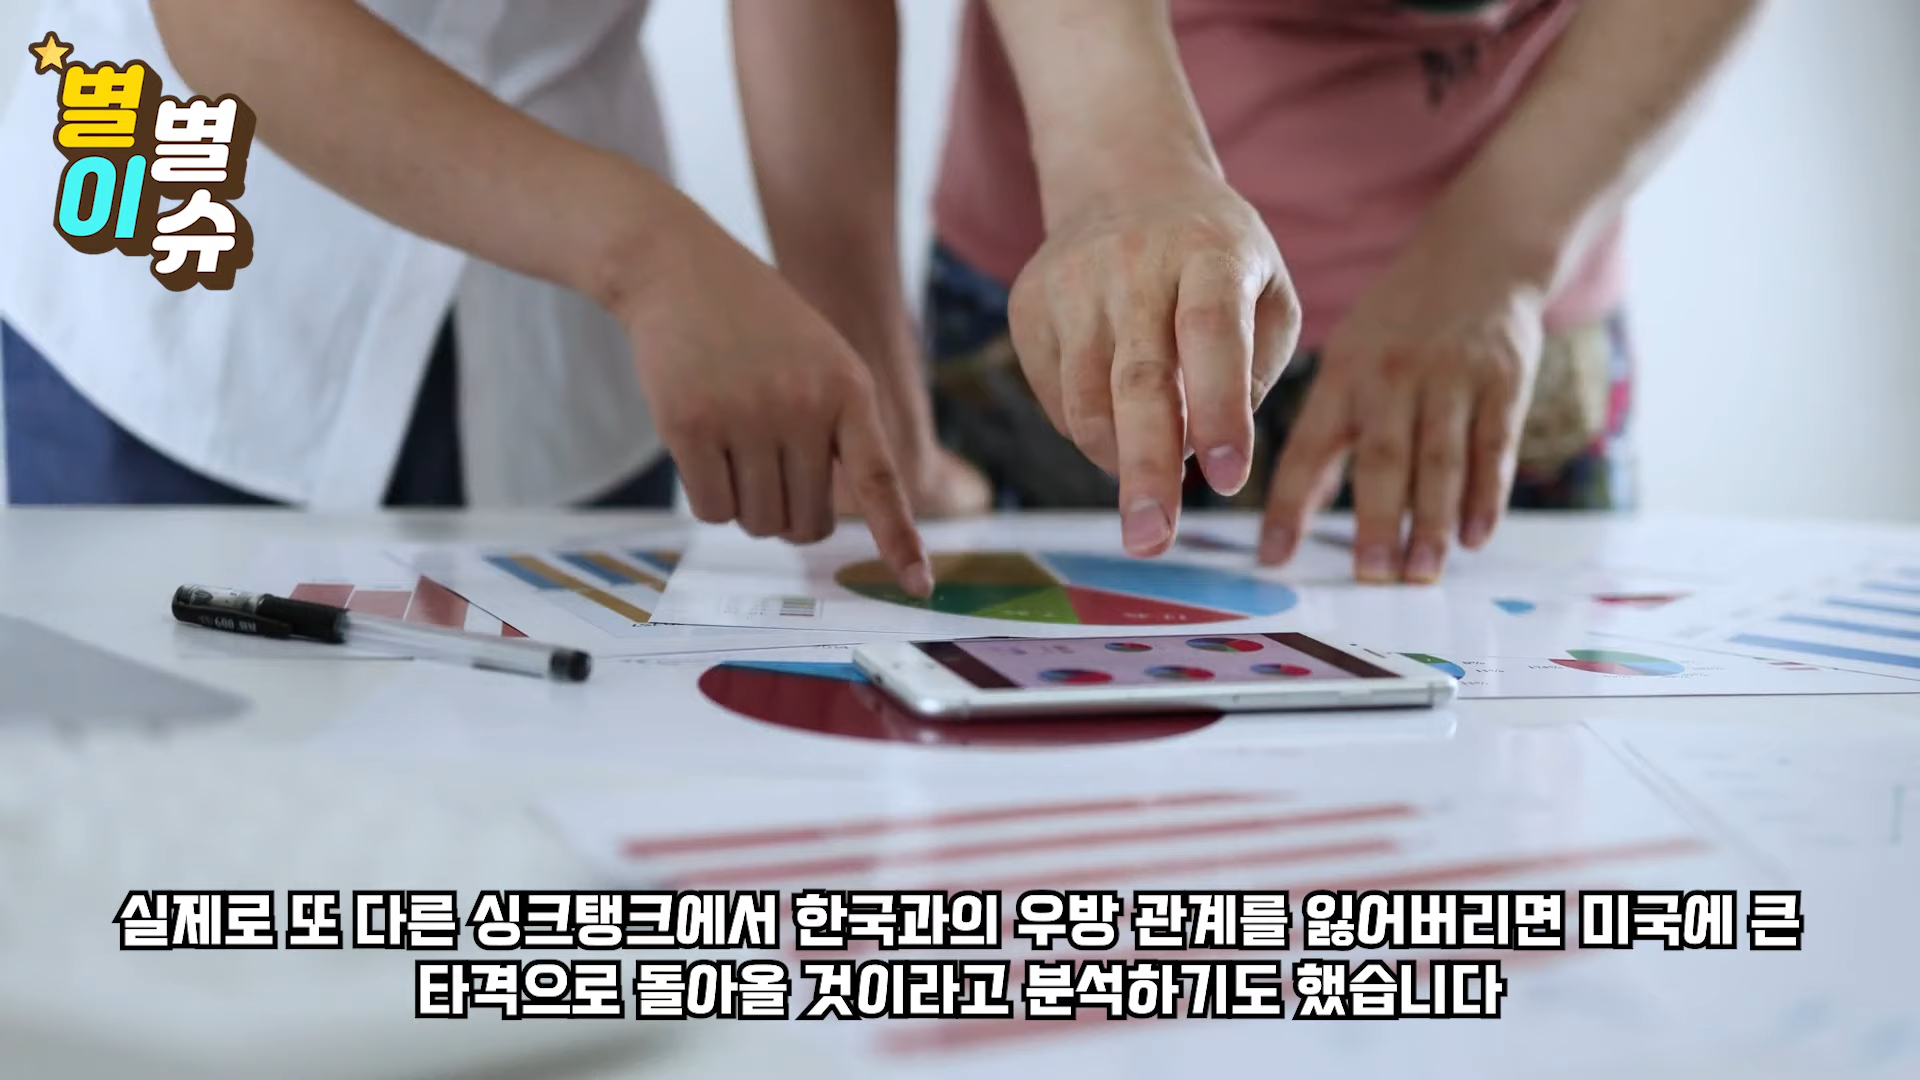 별별
이슈
실제로 또 다른 싱크탱크에서 한국과의 우방 관계를 잃어버리면 미국에 큰
타격으로 돌아올 것이라고 분석하기도 했습니다